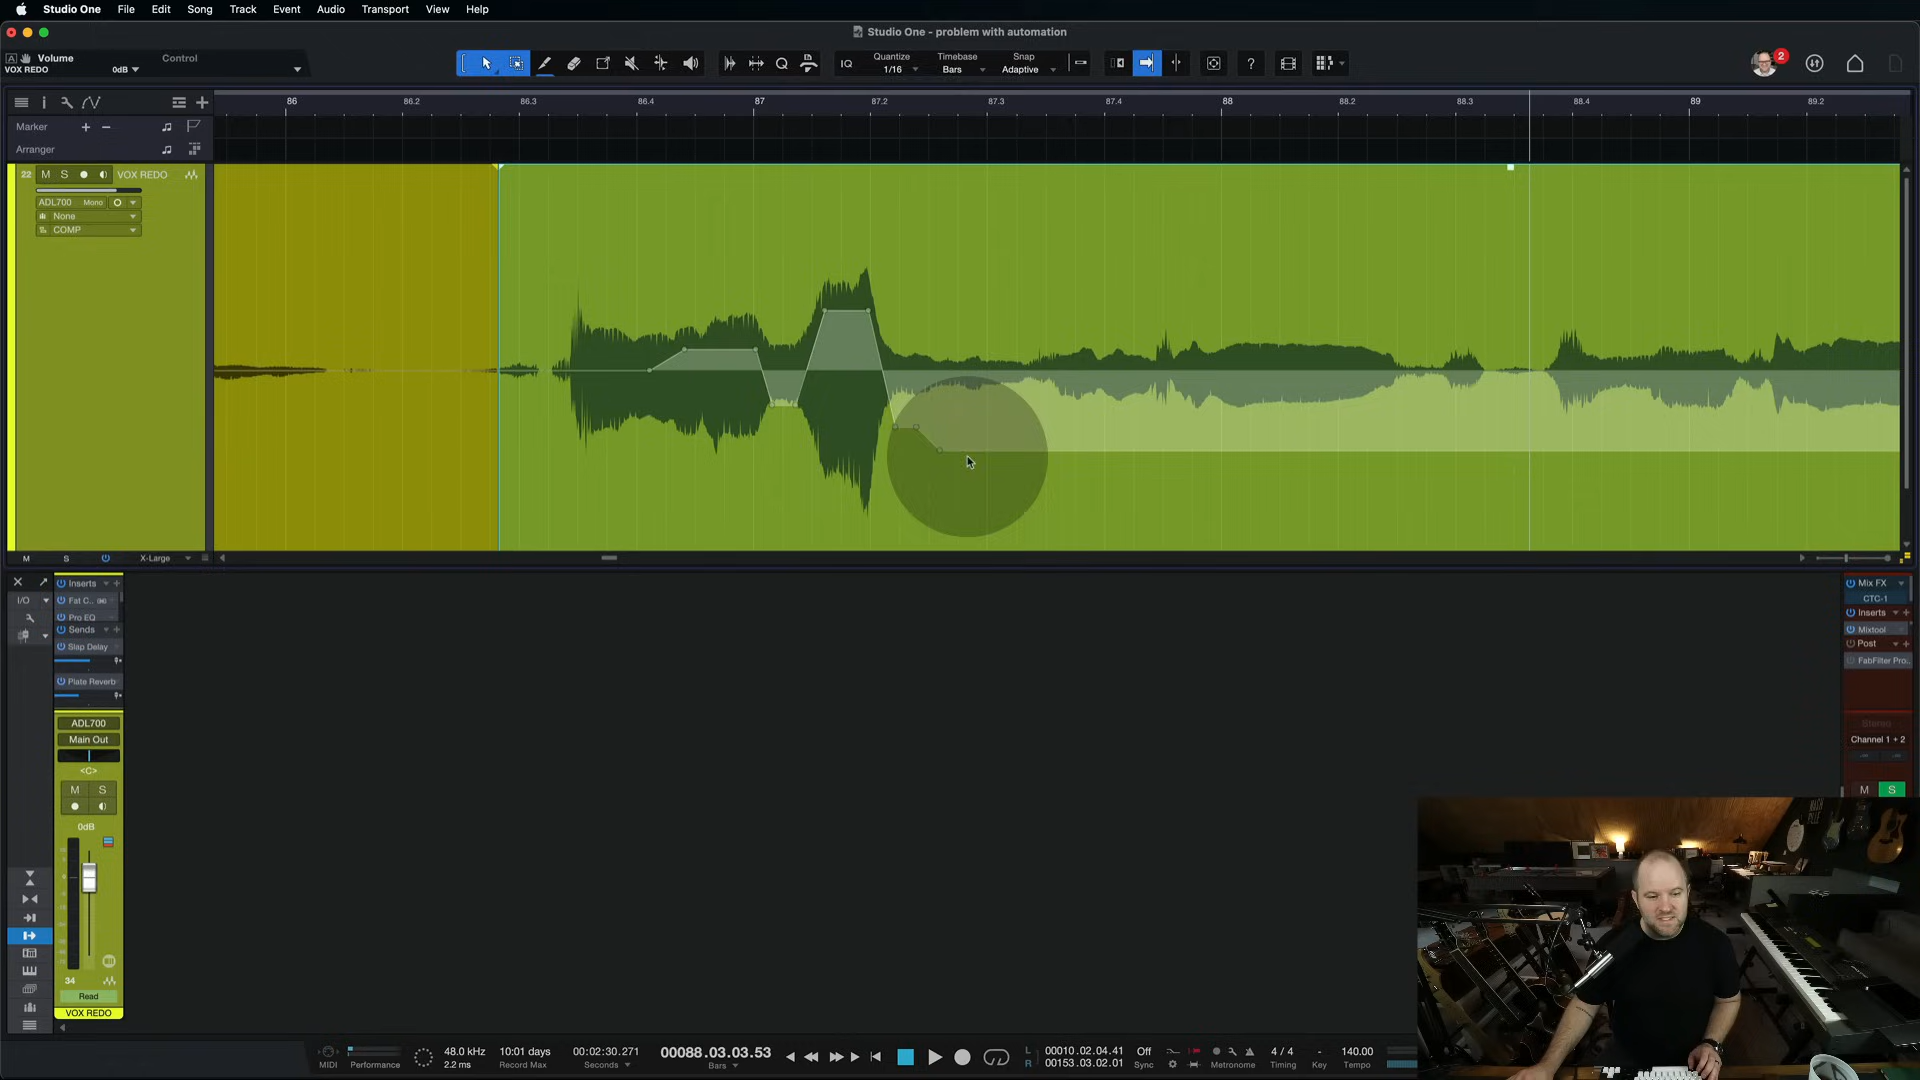 Studio One File Edit Song Track Event Audio Transport View Help
Studio One - problem with automation
Volume
VOX REDO 0dB
Control
IQ
Quantize
1/16
Timebase
Bars
Snap
Adaptive
?
2
86 86.2 86.3 86.4 87 87.2 87.3 87.4 88 88.2 88.3 88.4 89 89.2
Marker + -
Arranger
22 M S VOX REDO
ADL700 Mono
None
COMP
M S X-Large
I/O
Inserts
Fat C..
Pro EQ
Sends
Slap Delay
Plate Reverb
ADL700
Main Out
<C>
M S
0dB
34
Read
VOX REDO
Mix FX
CTC-1
Inserts
Mixtool
Post
FabFilter Pro..
Stereo
Channel 1 + 2
M S
MIDI
Performance
48.0 kHz
2.2 ms
10:01 days
Record Max
00:02:30.271
Seconds
00088.03.03.53
Bars
L 00010.02.04.41
R 00153.03.02.01
Off
Sync
Metronome
4 / 4
Timing
-
Key
140.00
Tempo